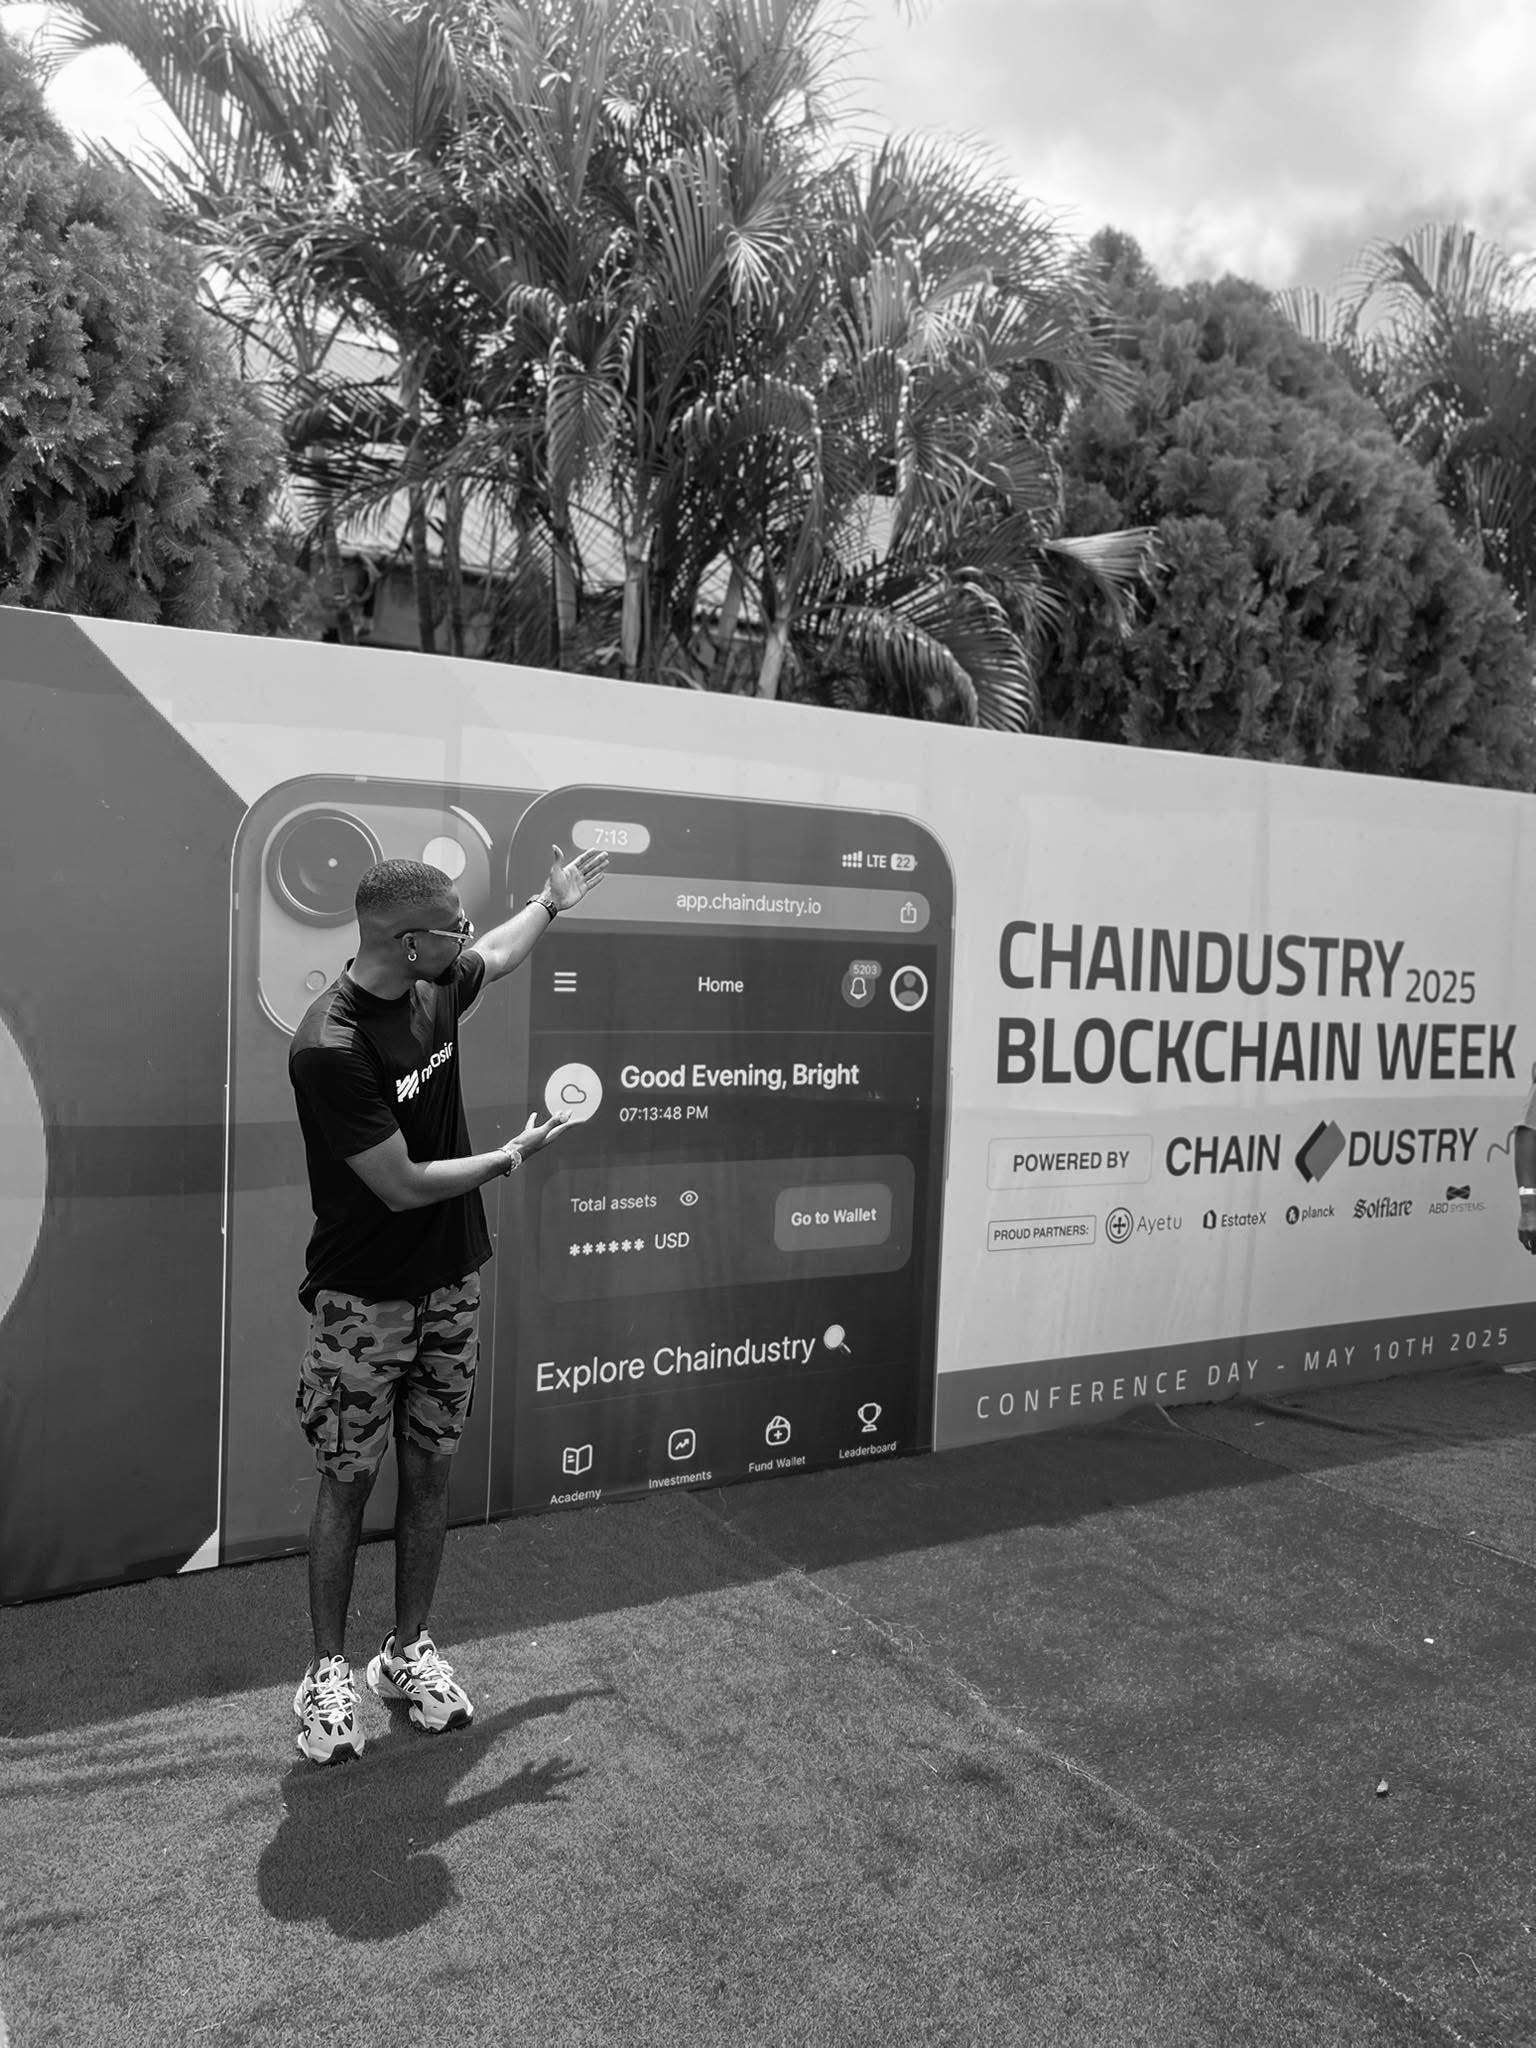 7:13
LTE 22
app.chaindustry.io
Home
5203
Good Evening, Bright
07:13:48 PM
Total assets
****** USD
Go to Wallet
Explore Chaindustry
Academy
Investments
Fund Wallet
Leaderboard
CHAINDUSTRY 2025
BLOCKCHAIN WEEK
POWERED BY CHAIN DUSTRY
PROUD PARTNERS: Ayetu EstateX planck Solflare ABD SYSTEMS
CONFERENCE DAY - MAY 10TH 2025